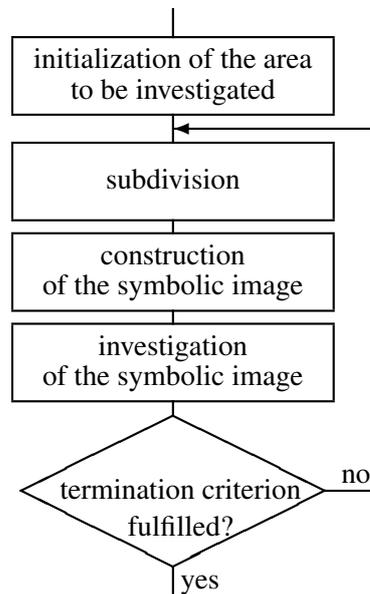 initialization of the area
to be investigated
subdivision
construction
of the symbolic image
investigation
of the symbolic image
termination criterion
fulfilled?
no
yes